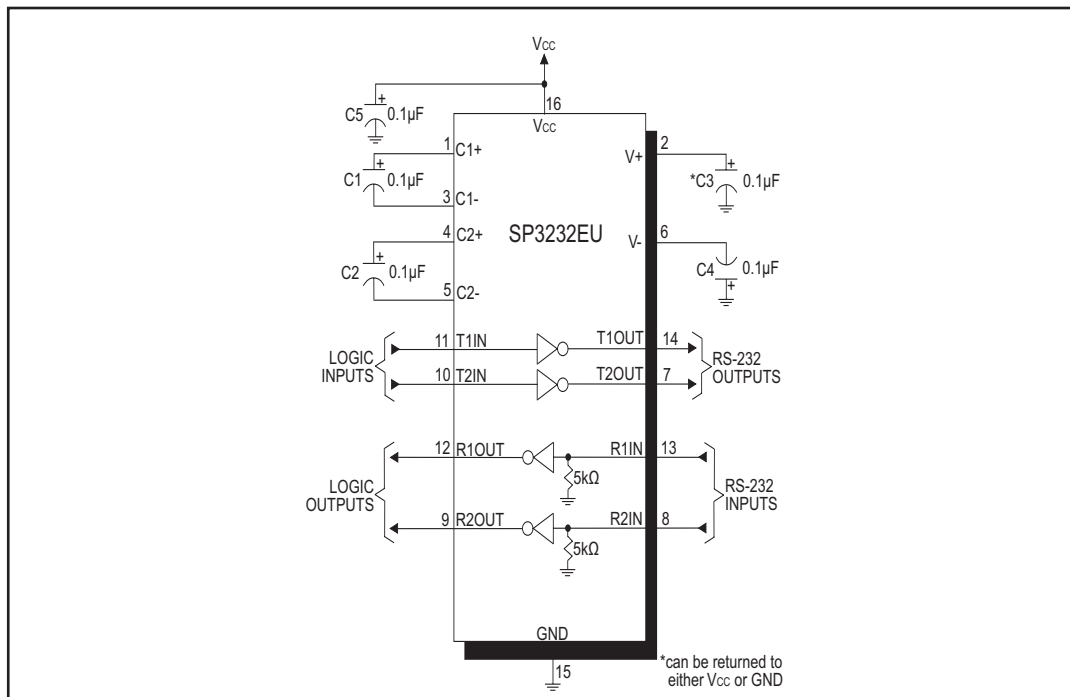 VCC
16
VCC
C5
+
0.1µF
1
C1+
C1
+
0.1µF
3
C1-
4
C2+
C2
+
0.1µF
5
C2-
SP3232EU
2
V+
*C3
+
0.1µF
6
V-
C4
0.1µF
+
LOGIC
INPUTS
11 T1IN
T1OUT 14
10 T2IN
T2OUT 7
RS-232
OUTPUTS
LOGIC
OUTPUTS
12 R1OUT
R1IN 13
5kΩ
9 R2OUT
R2IN 8
5kΩ
RS-232
INPUTS
GND
15
*can be returned to
either VCC or GND